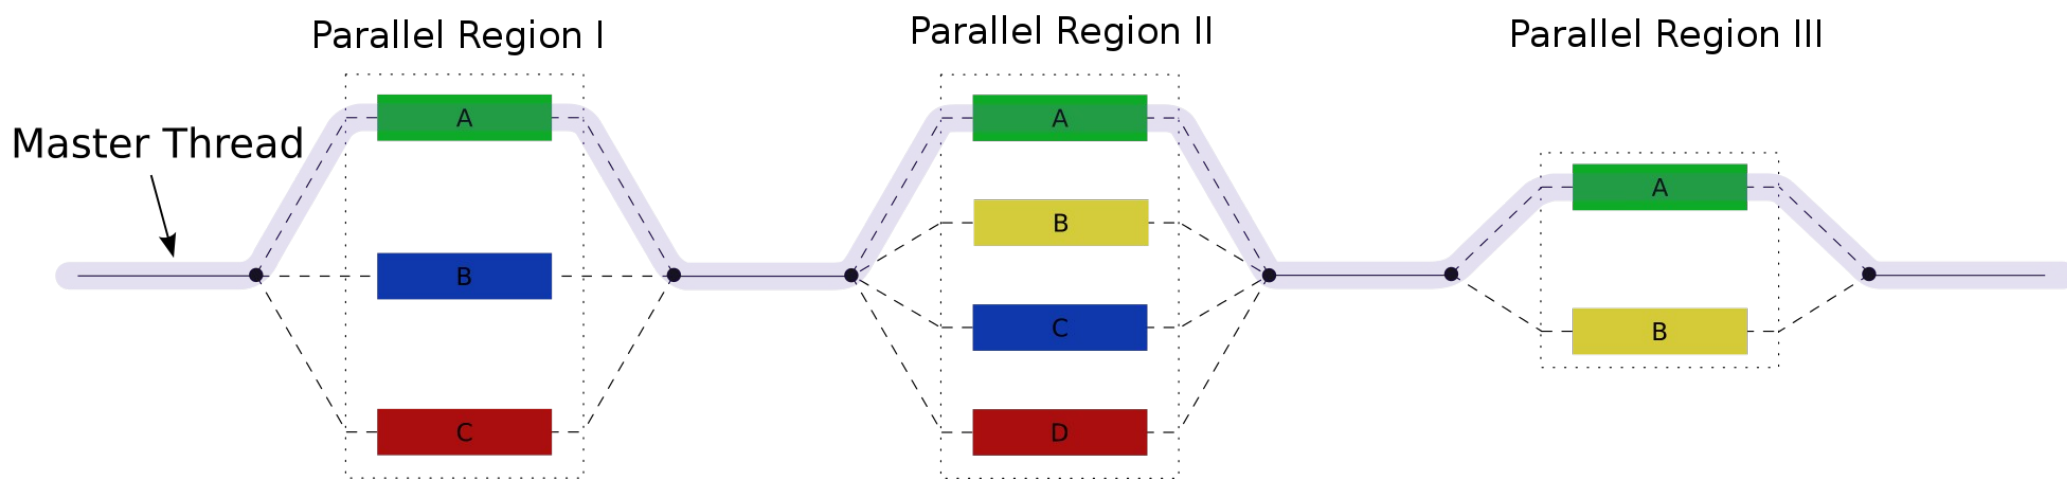 Parallel Region I
Parallel Region II
Parallel Region III
Master Thread
A
B
C
A
B
C
D
A
B